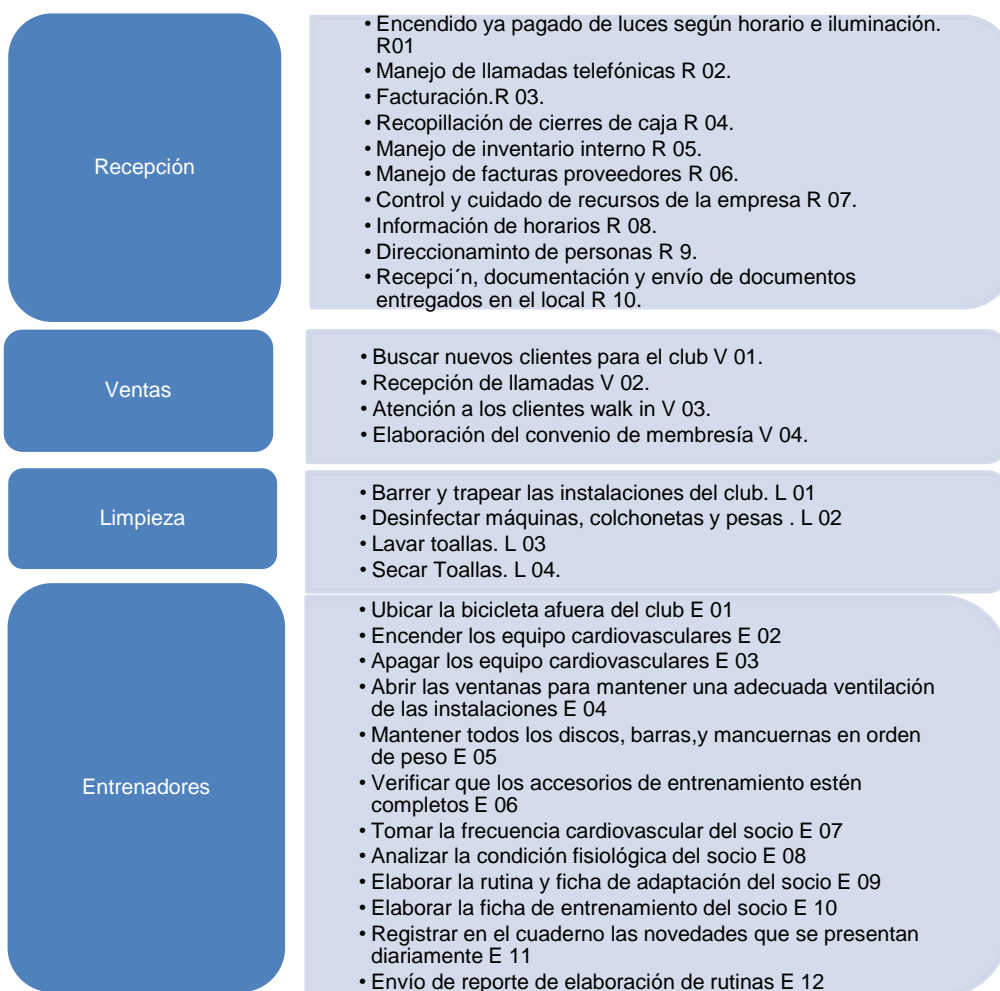 Recepción
• Encendido ya pagado de luces según horario e iluminación.
R01
• Manejo de llamadas telefónicas R 02.
• Facturación.R 03.
• Recopillación de cierres de caja R 04.
• Manejo de inventario interno R 05.
• Manejo de facturas proveedores R 06.
• Control y cuidado de recursos de la empresa R 07.
• Información de horarios R 08.
• Direccionaminto de personas R 9.
• Recepci´n, documentación y envío de documentos
entregados en el local R 10.
Ventas
• Buscar nuevos clientes para el club V 01.
• Recepción de llamadas V 02.
• Atención a los clientes walk in V 03.
• Elaboración del convenio de membresía V 04.
Limpieza
• Barrer y trapear las instalaciones del club. L 01
• Desinfectar máquinas, colchonetas y pesas . L 02
• Lavar toallas. L 03
• Secar Toallas. L 04.
Entrenadores
• Ubicar la bicicleta afuera del club E 01
• Encender los equipo cardiovasculares E 02
• Apagar los equipo cardiovasculares E 03
• Abrir las ventanas para mantener una adecuada ventilación
de las instalaciones E 04
• Mantener todos los discos, barras,y mancuernas en orden
de peso E 05
• Verificar que los accesorios de entrenamiento estén
completos E 06
• Tomar la frecuencia cardiovascular del socio E 07
• Analizar la condición fisiológica del socio E 08
• Elaborar la rutina y ficha de adaptación del socio E 09
• Elaborar la ficha de entrenamiento del socio E 10
• Registrar en el cuaderno las novedades que se presentan
diariamente E 11
• Envío de reporte de elaboración de rutinas E 12